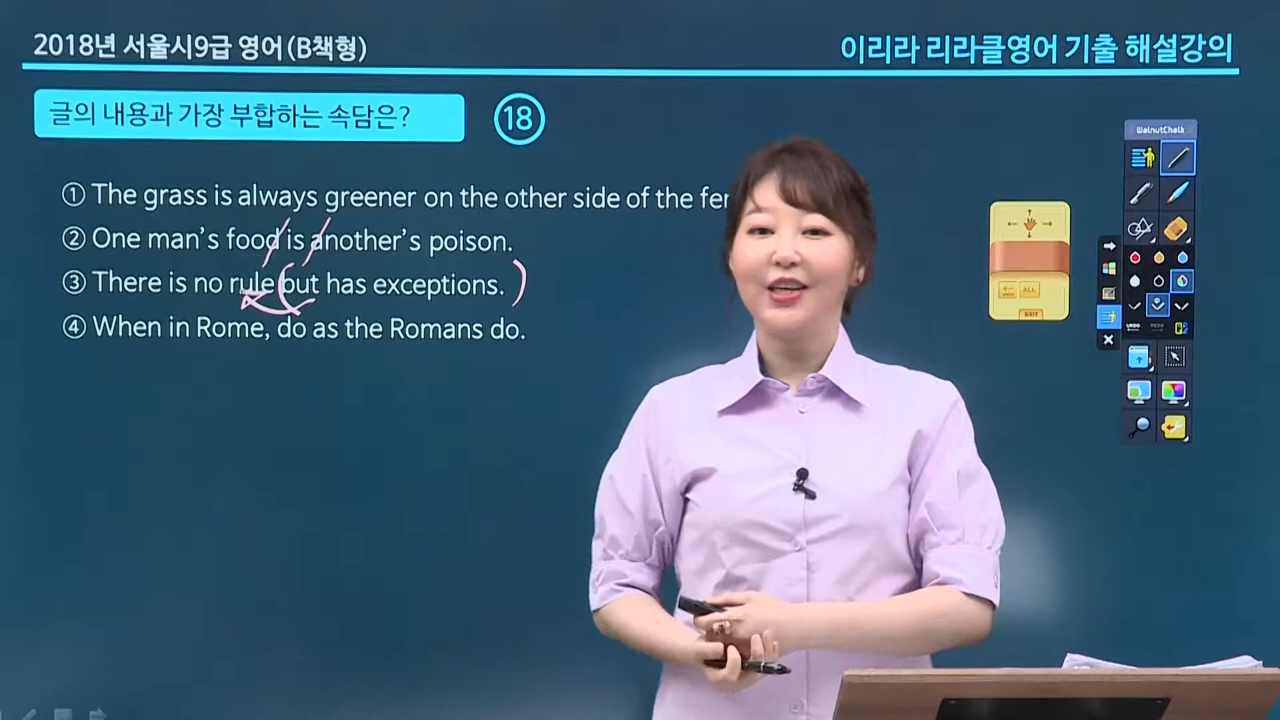 2018년 서울시9급 영어(B책형)
이리라 리라클영어 기출 해설강의
글의 내용과 가장 부합하는 속담은?
18
① The grass is always greener on the other side of the
② One man's food is another's poison.
③ There is no rule but has exceptions.
④ When in Rome, do as the Romans do.
WalnutChalk
ALL
EXIT
UNDO
REDO